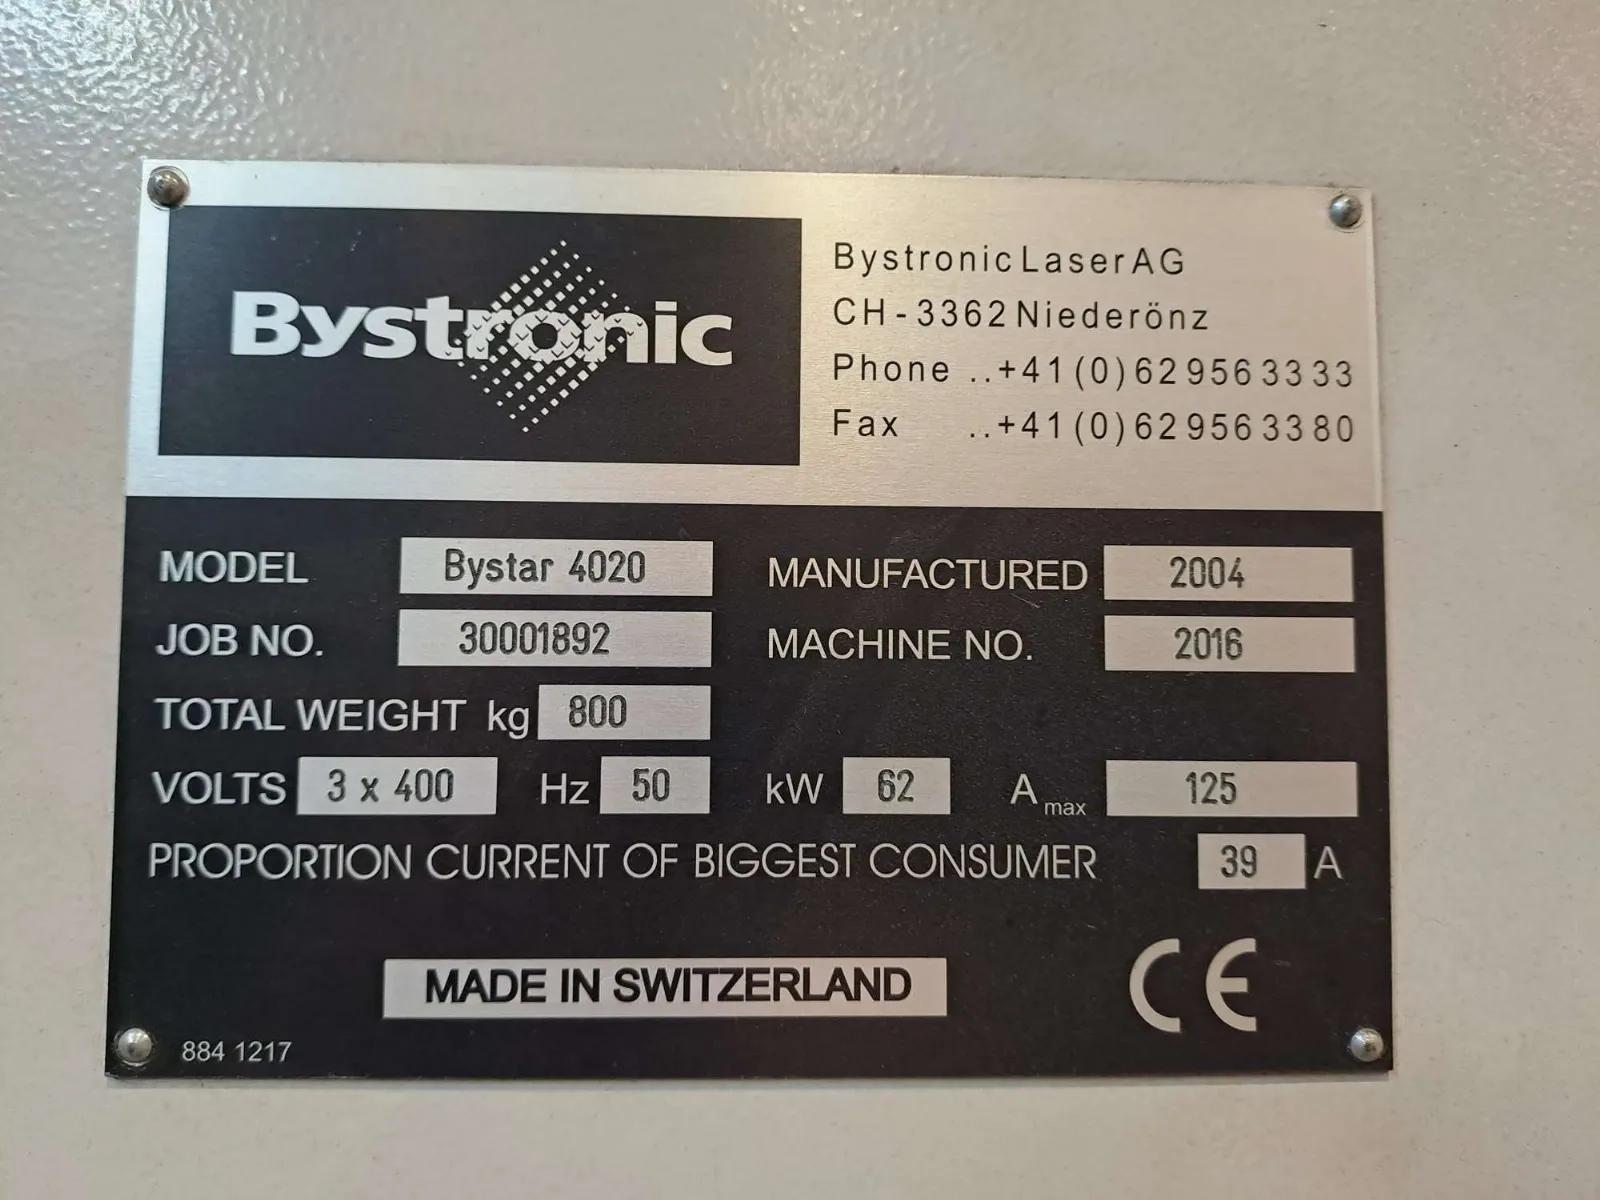 Bystronic
Bystronic Laser AG
CH - 3362 Niederönz
Phone ..+41 (0) 62 956 33 33
Fax ..+41 (0) 62 956 33 80
MODEL Bystar 4020 MANUFACTURED 2004
JOB NO. 30001892 MACHINE NO. 2016
TOTAL WEIGHT kg 800
VOLTS 3 x 400 Hz 50 kW 62 A max 125
PROPORTION CURRENT OF BIGGEST CONSUMER 39 A
MADE IN SWITZERLAND
CE
884 1217